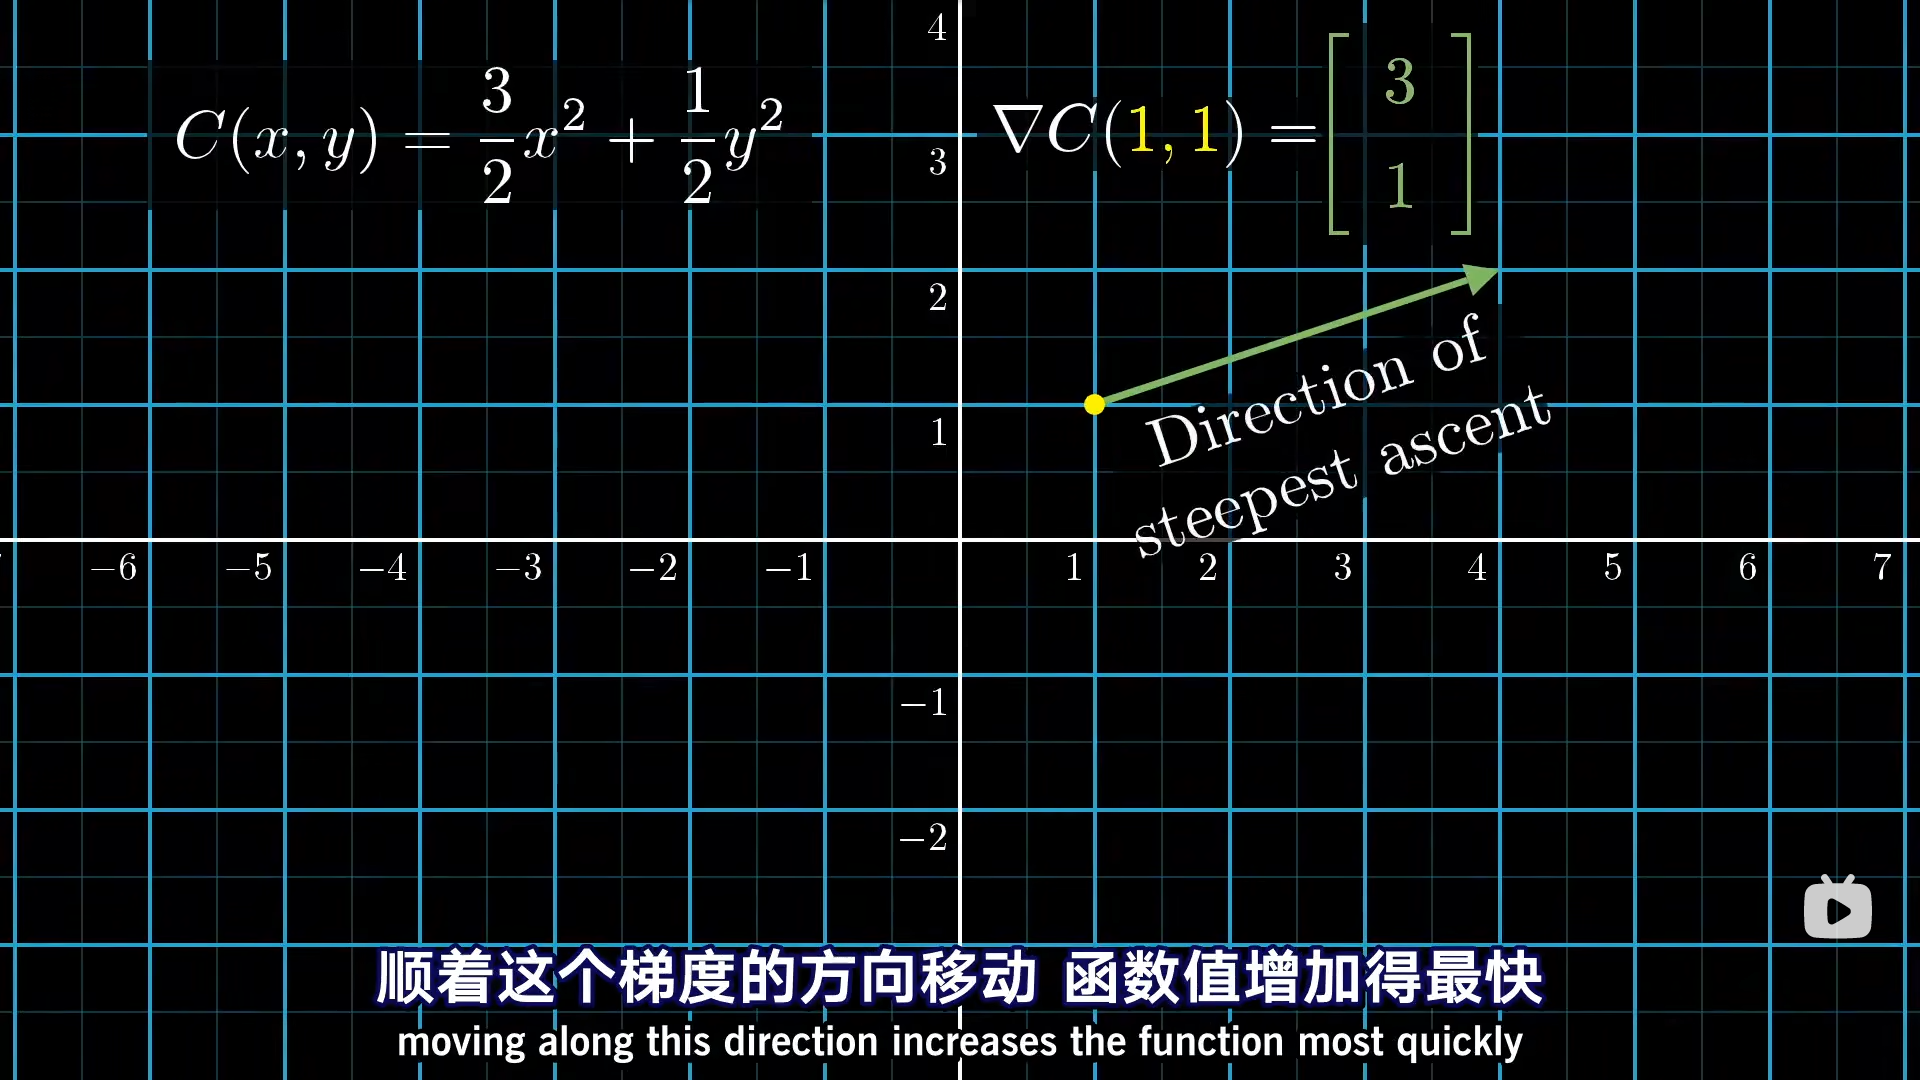 C(x, y) = \frac{3}{2}x^2 + \frac{1}{2}y^2
∇C(1, 1) = \begin{bmatrix} 3 \\ 1 \end{bmatrix}
4
3
2
1
Direction of
steepest ascent
−6 −5 −4 −3 −2 −1 1 2 3 4 5 6 7
−1
−2
顺着这个梯度的方向移动 函数值增加得最快
moving along this direction increases the function most quickly